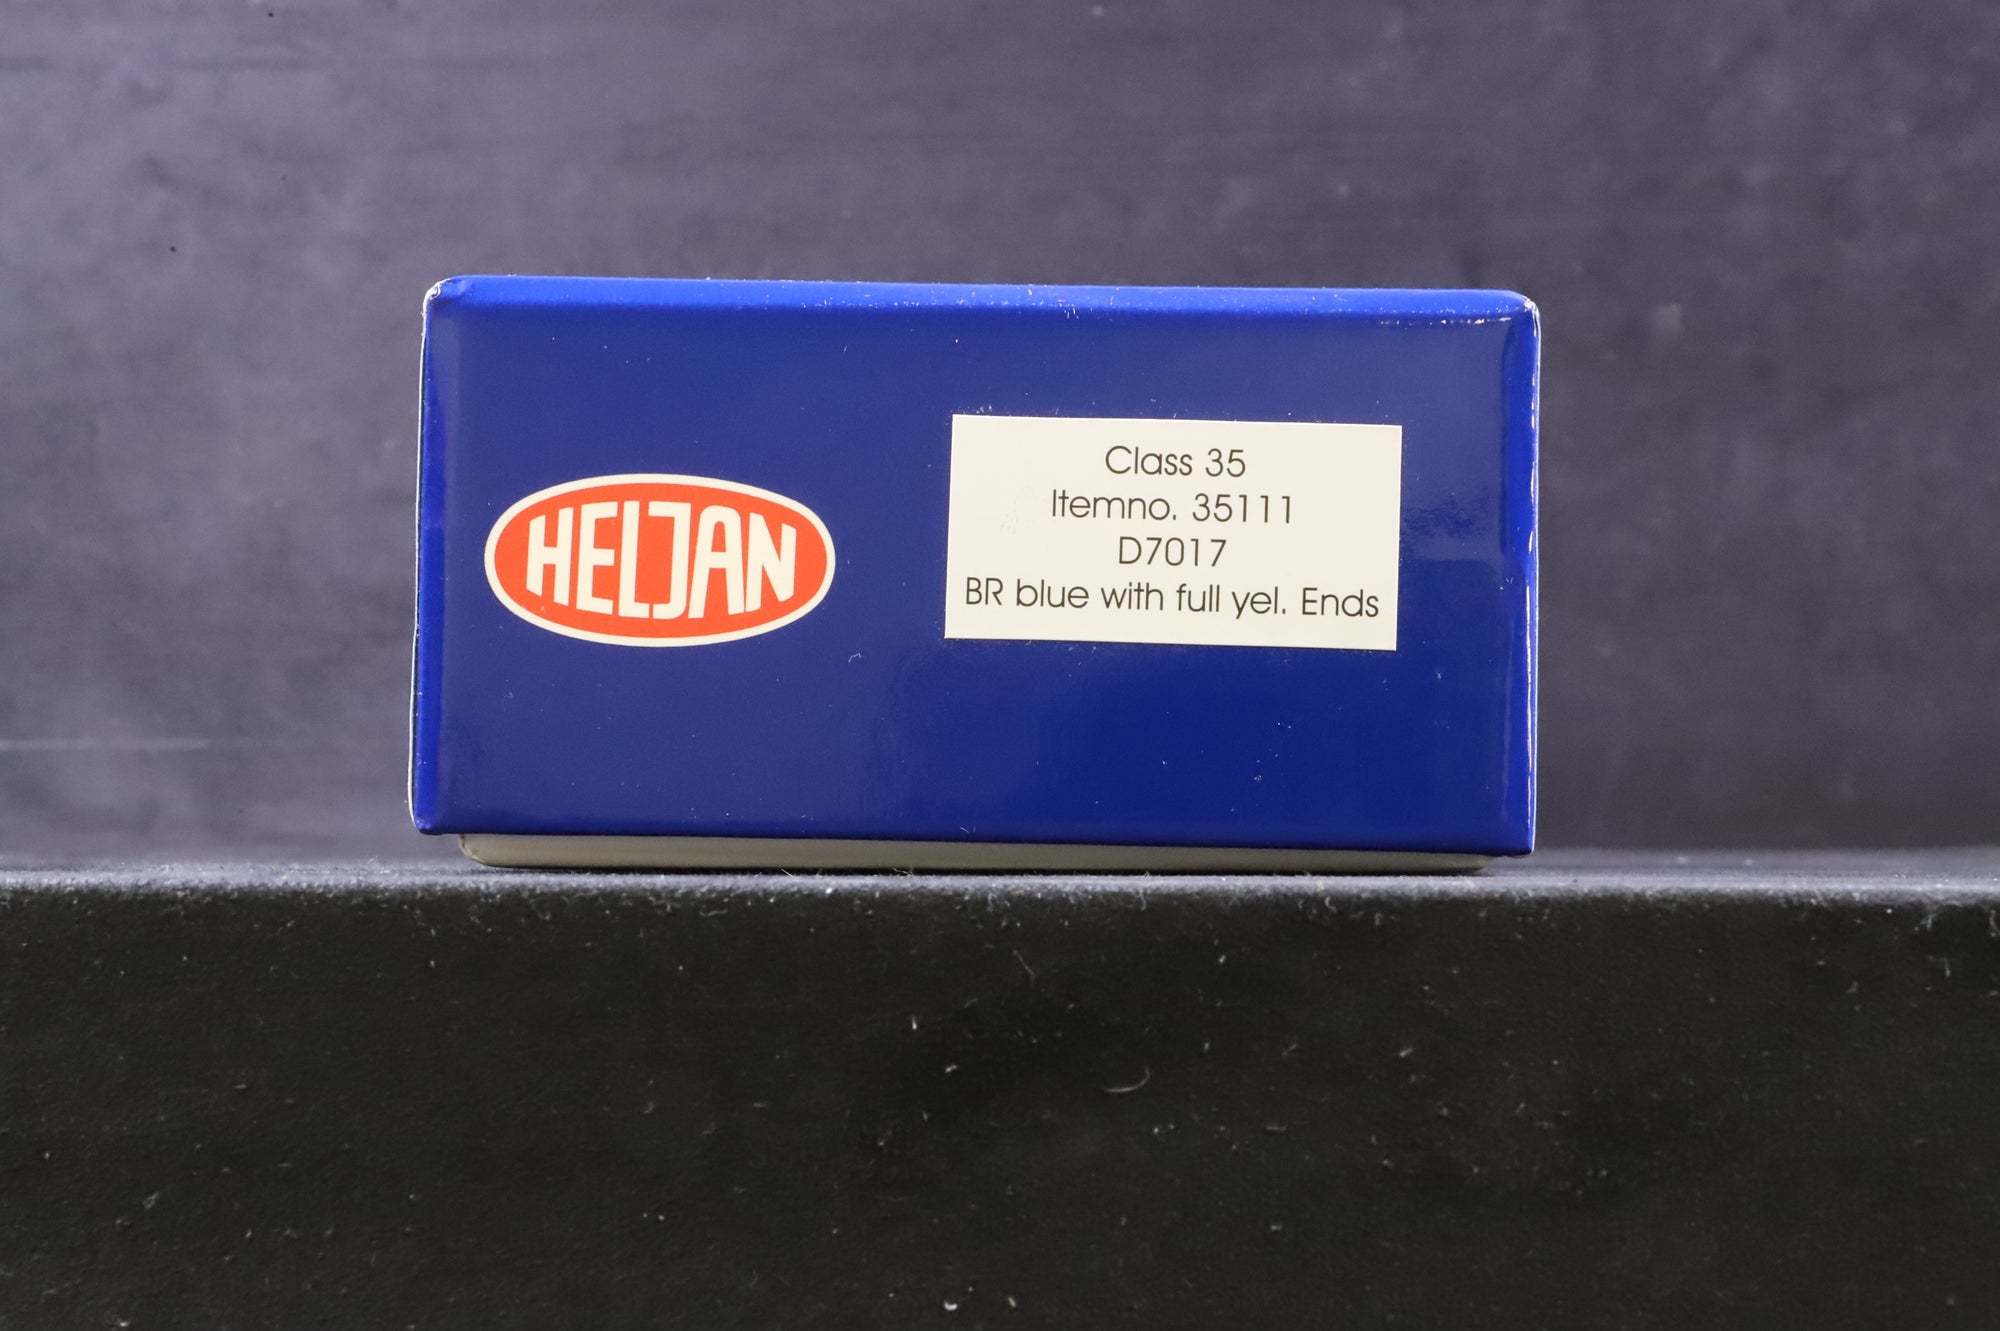 HELJAN
Class 35
Itemno. 35111
D7017
BR blue with full yel. Ends